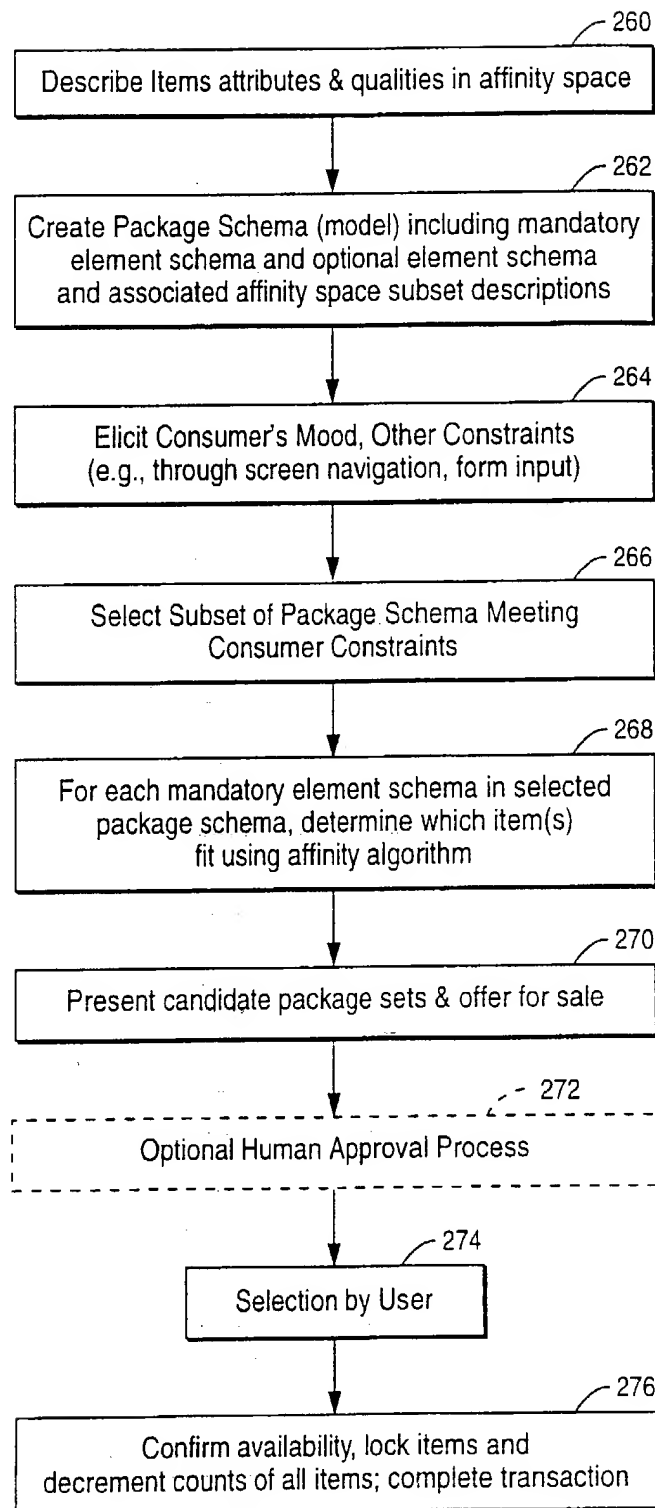 260
Describe Items attributes & qualities in affinity space
262
Create Package Schema (model) including mandatory
element schema and optional element schema
and associated affinity space subset descriptions
264
Elicit Consumer's Mood, Other Constraints
(e.g., through screen navigation, form input)
266
Select Subset of Package Schema Meeting
Consumer Constraints
268
For each mandatory element schema in selected
package schema, determine which item(s)
fit using affinity algorithm
270
Present candidate package sets & offer for sale
272
Optional Human Approval Process
274
Selection by User
276
Confirm availability, lock items and
decrement counts of all items; complete transaction